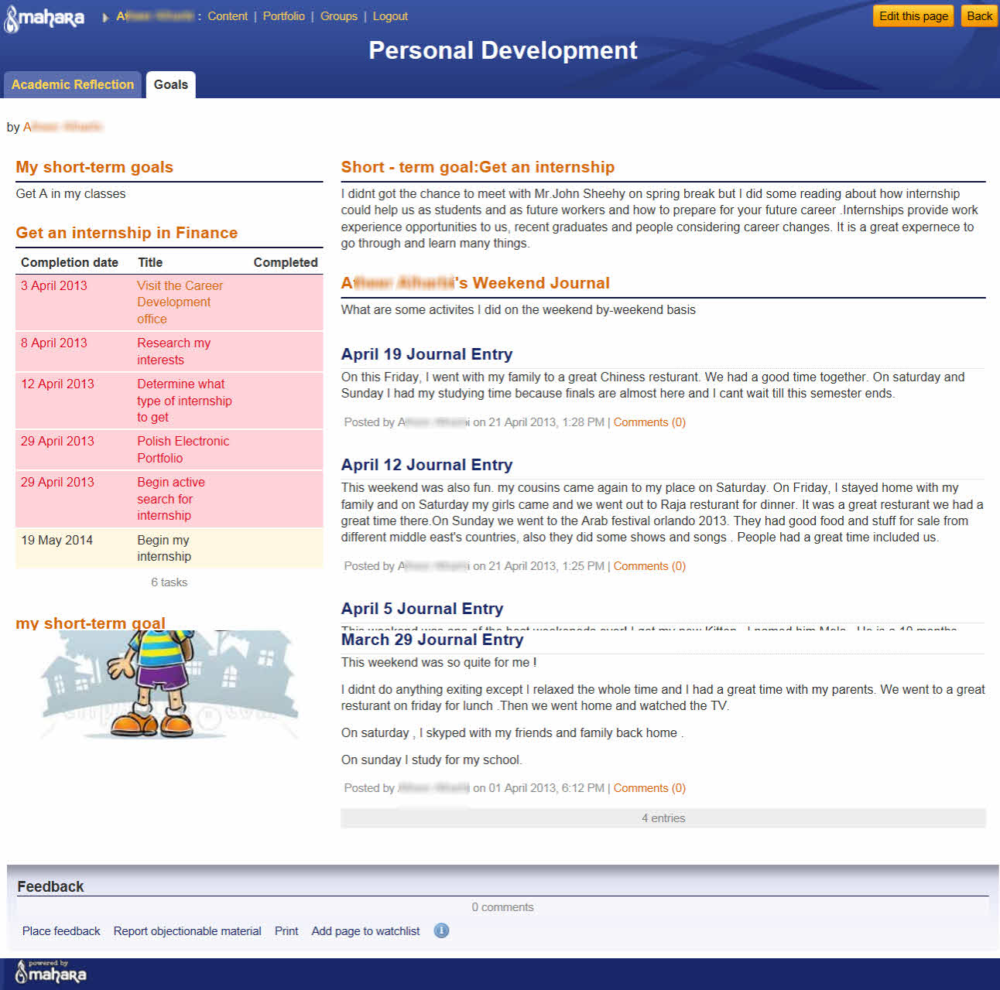 mahara
: Content | Portfolio | Groups | Logout
Edit this page
Back
Personal Development
Academic Reflection
Goals
by
My short-term goals
Get A in my classes
Get an internship in Finance
Completion date Title Completed
3 April 2013 Visit the Career
Development
office
8 April 2013 Research my
interests
12 April 2013 Determine what
type of internship
to get
29 April 2013 Polish Electronic
Portfolio
29 April 2013 Begin active
search for
internship
19 May 2014 Begin my
internship
6 tasks
my short-term goal
Short - term goal:Get an internship
I didnt got the chance to meet with Mr.John Sheehy on spring break but I did some reading about how internship
could help us as students and as future workers and how to prepare for your future career .Internships provide work
experience opportunities to us, recent graduates and people considering career changes. It is a great expernece to
go through and learn many things.
's Weekend Journal
What are some activites I did on the weekend by-weekend basis
April 19 Journal Entry
On this Friday, I went with my family to a great Chiness resturant. We had a good time together. On saturday and
Sunday I had my studying time because finals are almost here and I cant wait till this semester ends.
Posted by on 21 April 2013, 1:28 PM | Comments (0)
April 12 Journal Entry
This weekend was also fun. my cousins came again to my place on Saturday. On Friday, I stayed home with my
family and on Saturday my girls came and we went out to Raja resturant for dinner. It was a great resturant we had a
great time there.On Sunday we went to the Arab festival orlando 2013. They had good food and stuff for sale from
different middle east's countries, also they did some shows and songs . People had a great time included us.
Posted by on 21 April 2013, 1:25 PM | Comments (0)
April 5 Journal Entry
March 29 Journal Entry
This weekend was so quite for me !
I didnt do anything exiting except I relaxed the whole time and I had a great time with my parents. We went to a great
resturant on friday for lunch .Then we went home and watched the TV.
On saturday , I skyped with my friends and family back home .
On sunday I study for my school.
Posted by on 01 April 2013, 6:12 PM | Comments (0)
4 entries
Feedback
0 comments
Place feedback Report objectionable material Print Add page to watchlist i
powered by
mahara